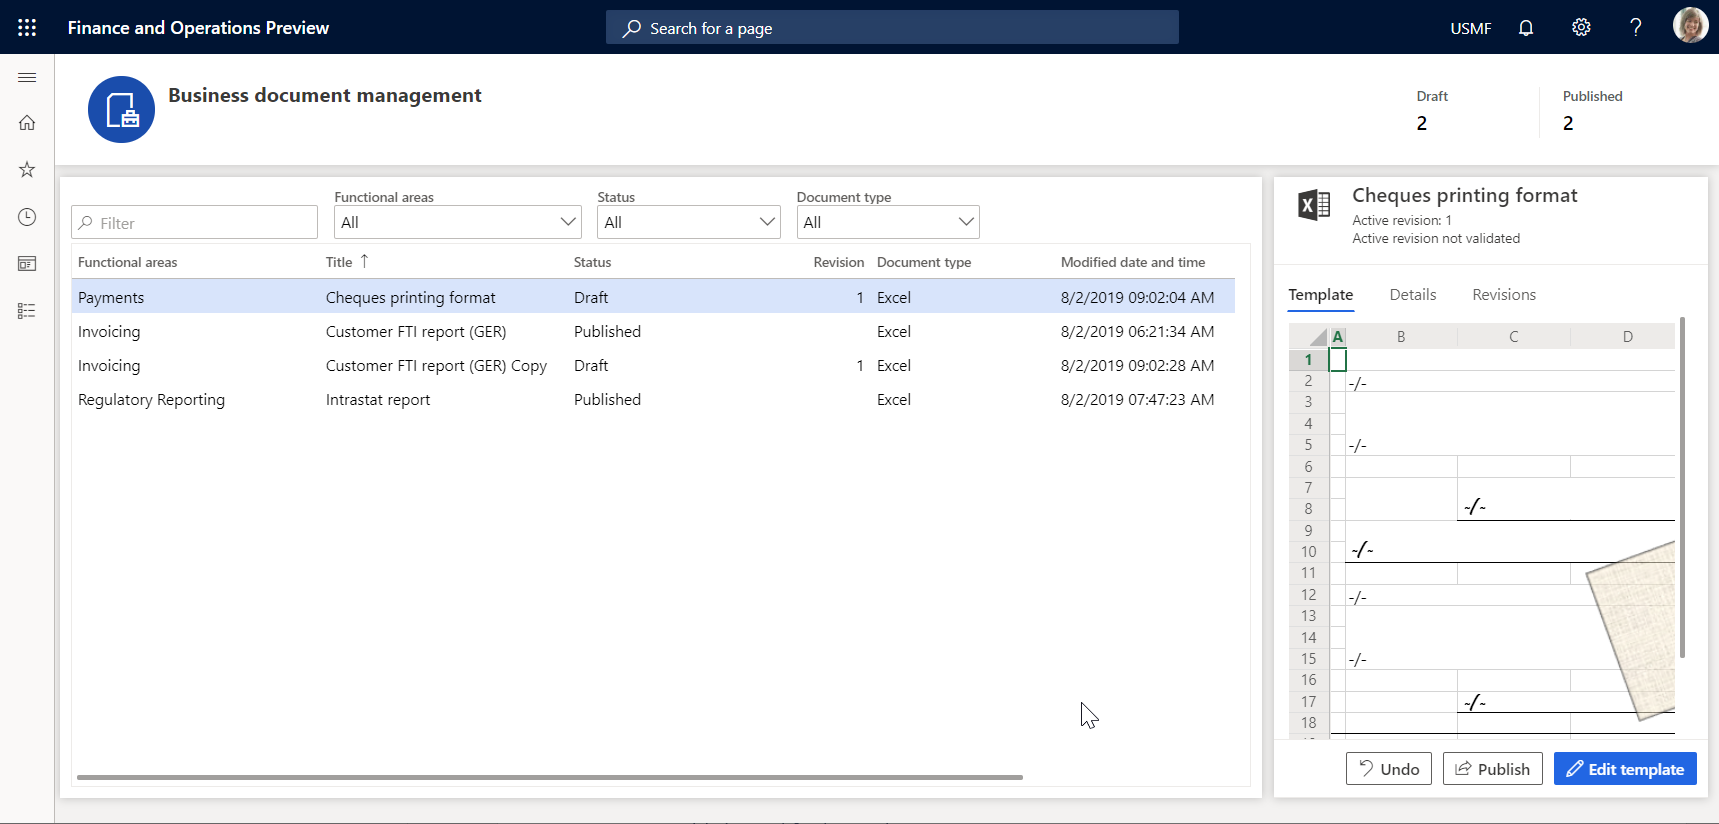 Finance and Operations Preview
Search for a page
USMF
?
Business document management
Draft
2
Published
2
Functional areas
Status
Document type
Filter
All
All
All
Functional areas Title ↑ Status Revision Document type Modified date and time
Payments Cheques printing format Draft 1 Excel 8/2/2019 09:02:04 AM
Invoicing Customer FTI report (GER) Published Excel 8/2/2019 06:21:34 AM
Invoicing Customer FTI report (GER) Copy Draft 1 Excel 8/2/2019 09:02:28 AM
Regulatory Reporting Intrastat report Published Excel 8/2/2019 07:47:23 AM
X
Cheques printing format
Active revision: 1
Active revision not validated
Template Details Revisions
A B C D
1
2 -/-
3
4
5 -/-
6
7
8 ~/~
9
10 ~/~
11
12 -/-
13
14
15 -/-
16
17 ~/~
18
Undo Publish Edit template